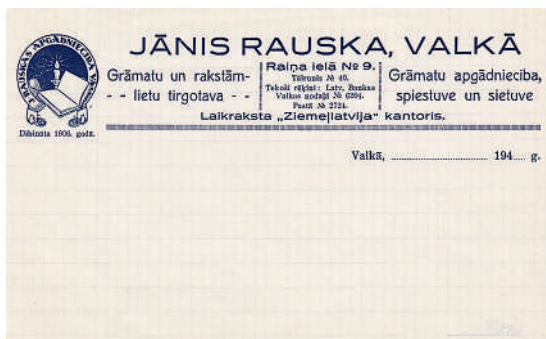 J. RAUSKAS APGĀDNIECĪBA VALKĀ
Dibināta 1906. gadā.
JĀNIS RAUSKA, VALKĀ
Grāmatu un rakstām-
- - lietu tirgotava - -
Raiņa ielā № 9.
Tālrunis № 40.
Tekoši rēķini: Latv. Bankas
Valkas nodaļā № 6204.
Pastā № 2724.
Grāmatu apgādniecība,
spiestuve un sietuve
Laikraksta „Ziemeļlatvija" kantoris.
Valkā, 194 g.